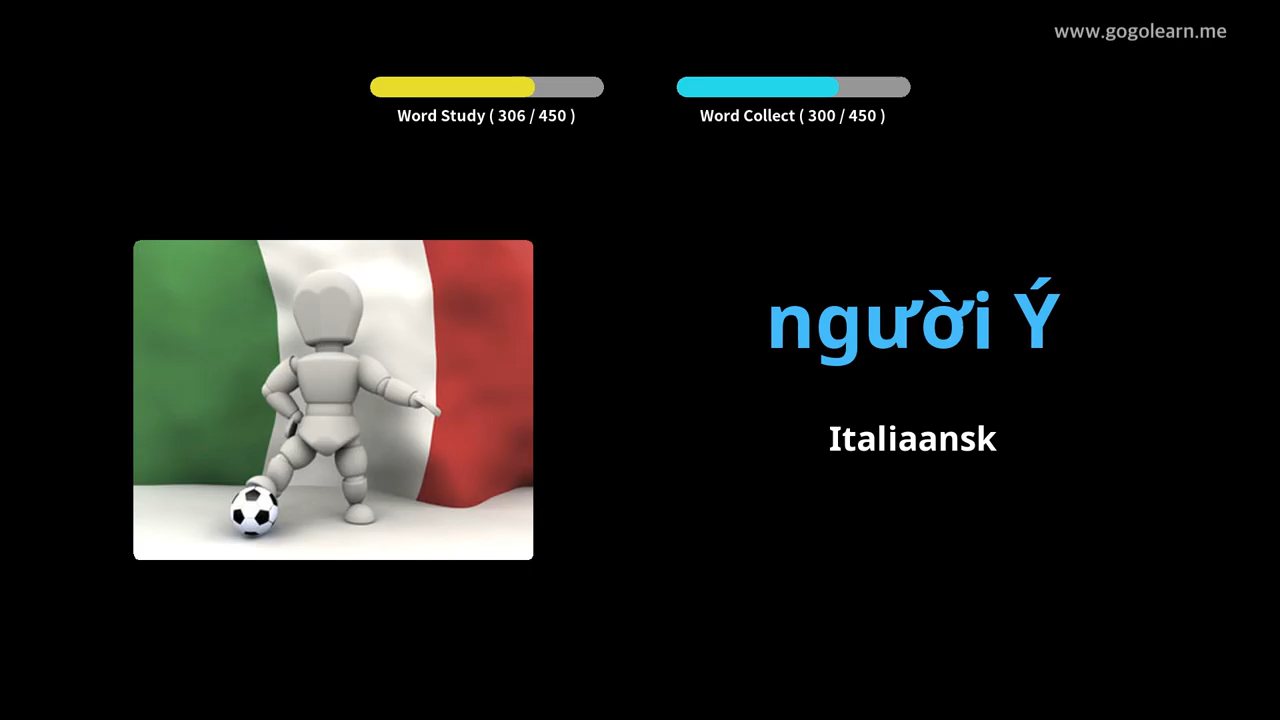 www.gogolearn.me
Word Study ( 306 / 450 )
Word Collect ( 300 / 450 )
người Ý
Italiaansk